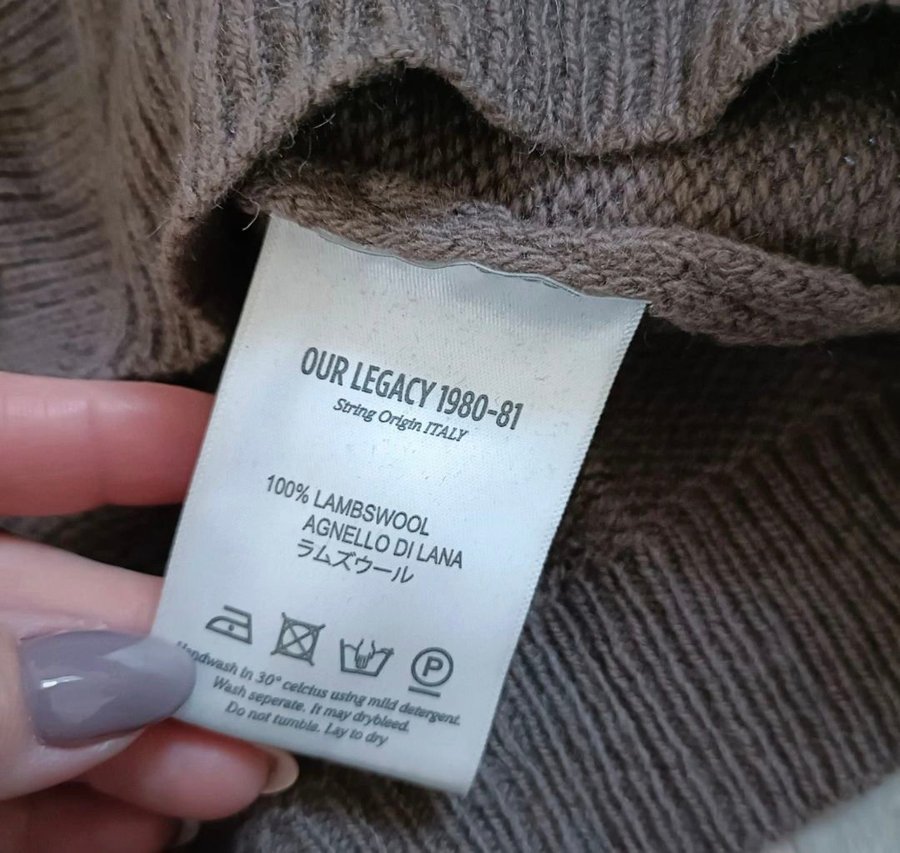 OUR LEGACY 1980-81
String Origin ITALY
100% LAMBSWOOL
AGNELLO DI LANA
ラムズウール
P
Handwash in 30° celcius using mild detergent.
Wash seperate. It may drybleed.
Do not tumble. Lay to dry